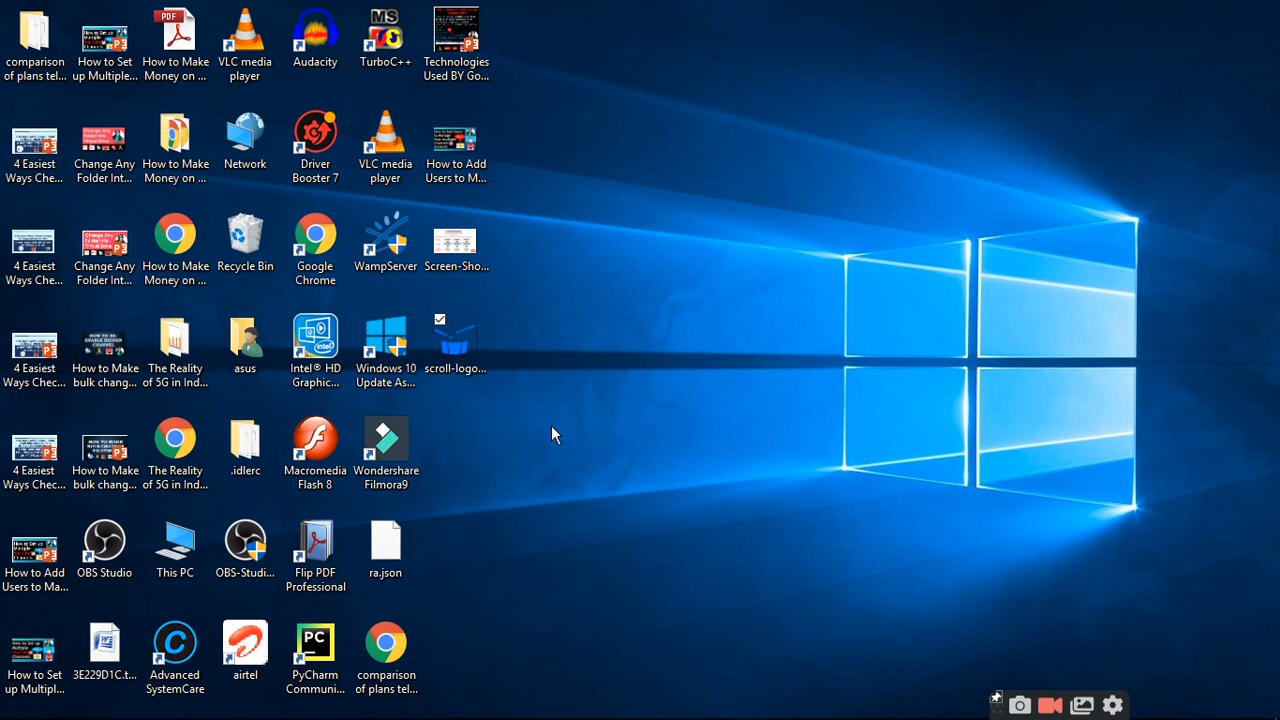 comparison
of plans tel...
How to Set
up Multiple...
PDF
How to Make
Money on ...
VLC media
player
Audacity
MS
TurboC++
Technologies
Used BY Go...
4 Easiest
Ways Chec...
Change Any
Folder Int...
How to Make
Money on ...
Network
Driver
Booster 7
VLC media
player
How to Add
Users to M...
4 Easiest
Ways Chec...
Change Any
Folder Int...
How to Make
Money on ...
Recycle Bin
Google
Chrome
WampServer
Screen-Sho...
4 Easiest
Ways Chec...
How to Make
bulk chang...
The Reality
of 5G in Ind...
asus
intel
Intel® HD
Graphic...
Windows 10
Update As...
scroll-logo...
4 Easiest
Ways Chec...
How to Make
bulk chang...
The Reality
of 5G in Ind...
.idlerc
Macromedia
Flash 8
Wondershare
Filmora9
How to Add
Users to Ma...
OBS Studio
This PC
OBS-Studi...
Flip PDF
Professional
ra.json
How to Set
up Multipl...
3E229D1C.t...
Advanced
SystemCare
airtel
PC
PyCharm
Communi...
comparison
of plans tel...